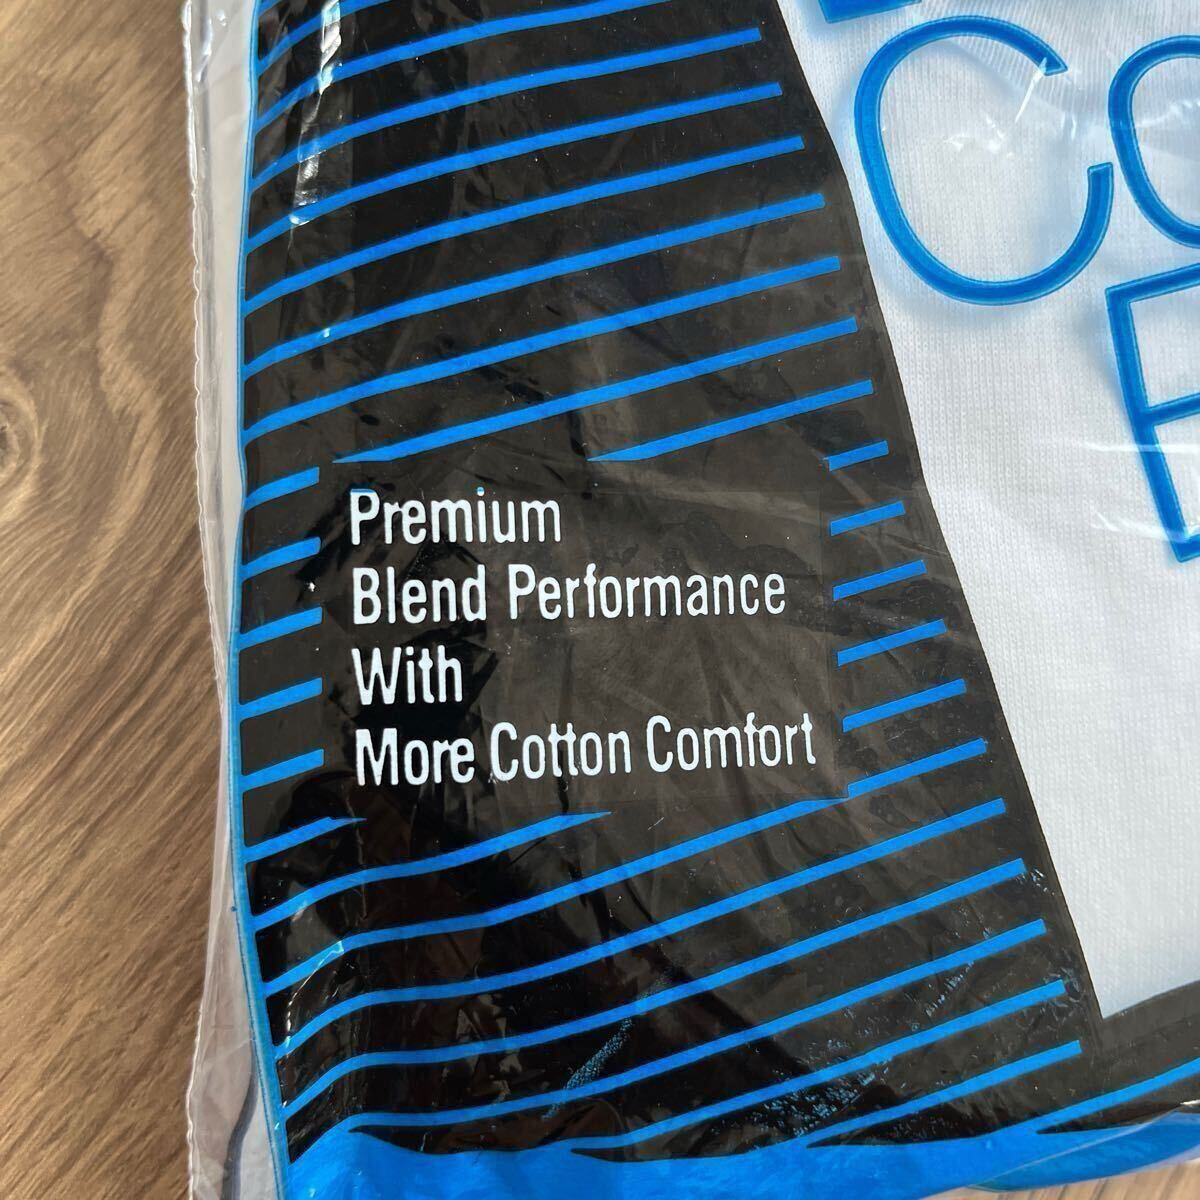 Premium
Blend Performance
With
More Cotton Comfort